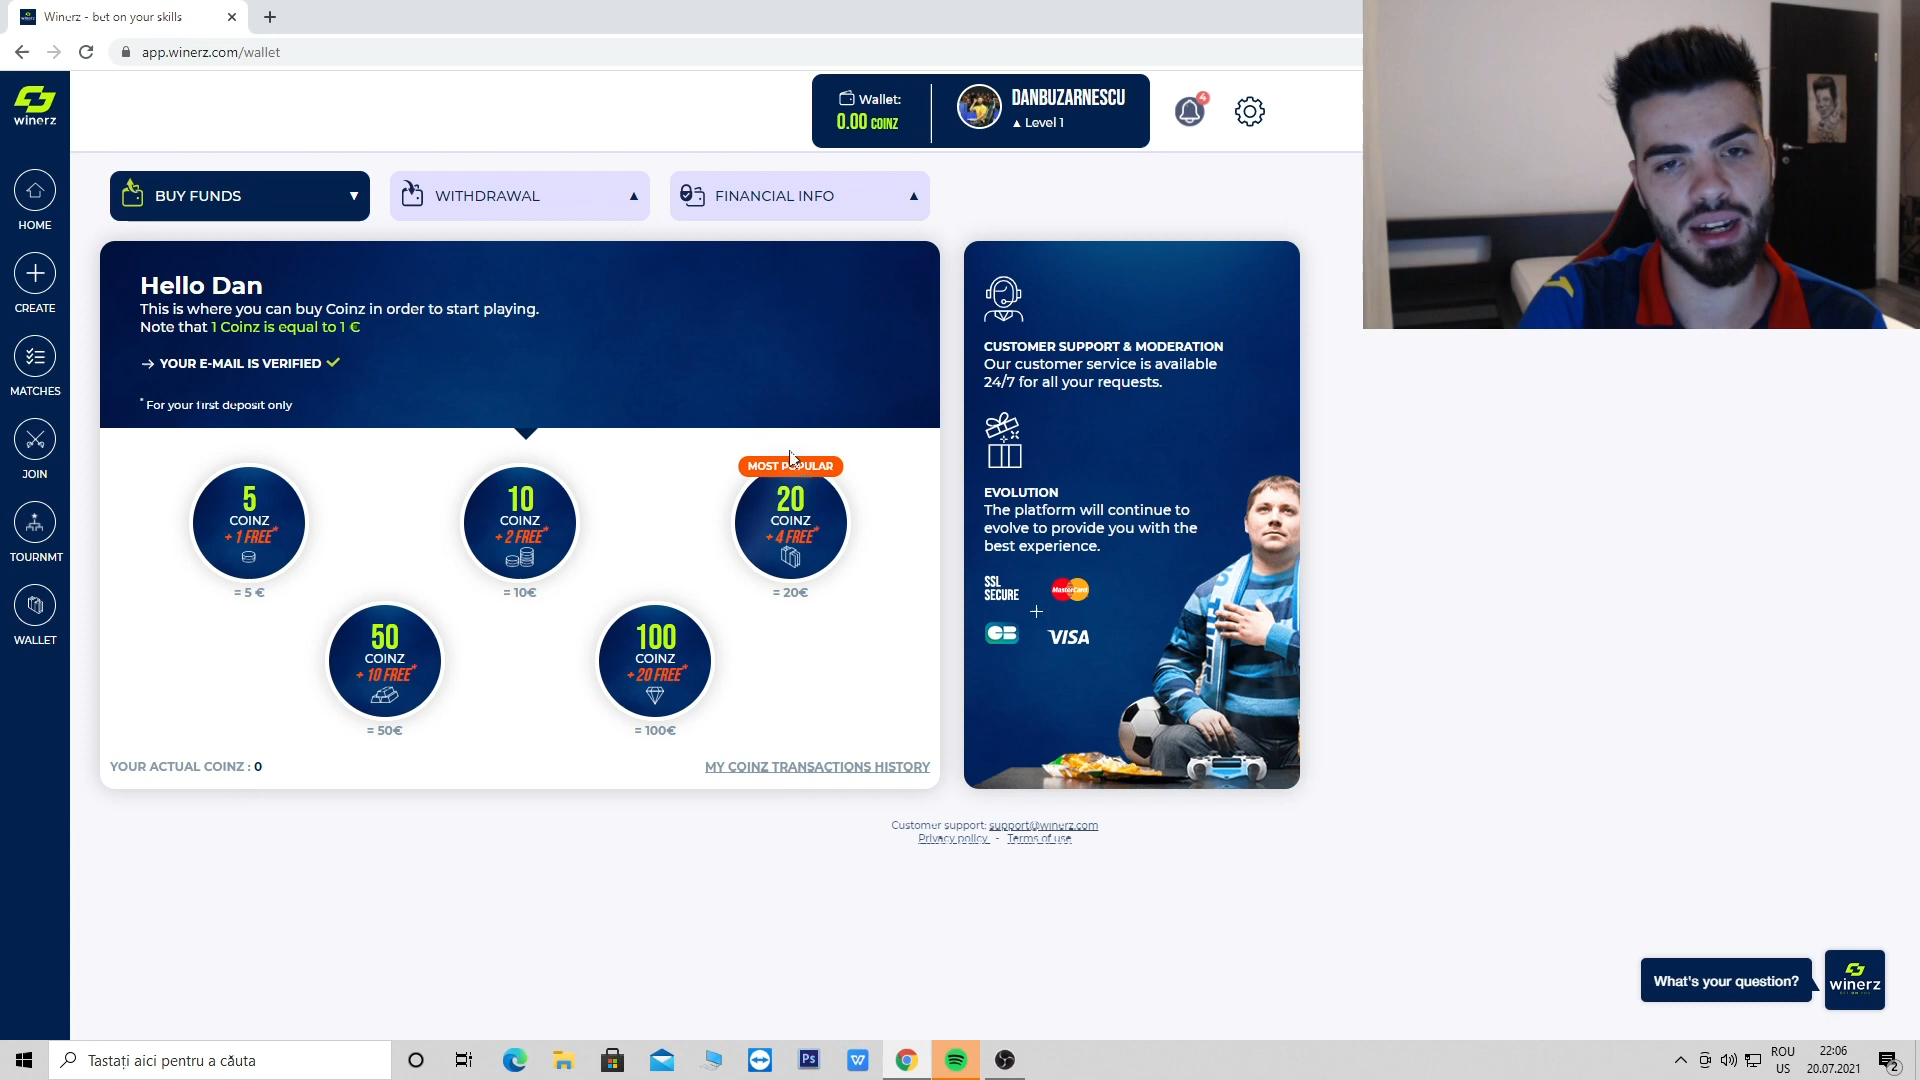 Winerz - bet on your skills
app.winerz.com/wallet
winerz
Wallet:
0.00 COINZ
DANBUZARNESCU
▲ Level 1
4
HOME
CREATE
MATCHES
JOIN
TOURNMT
WALLET
BUY FUNDS
WITHDRAWAL
FINANCIAL INFO
Hello Dan
This is where you can buy Coinz in order to start playing.
Note that 1 Coinz is equal to 1 €
→ YOUR E-MAIL IS VERIFIED
* For your first deposit only
5
COINZ
+ 1 FREE*
= 5 €
10
COINZ
+ 2 FREE*
= 10€
MOST POPULAR
20
COINZ
+ 4 FREE*
= 20€
50
COINZ
+ 10 FREE*
= 50€
100
COINZ
+ 20 FREE*
= 100€
YOUR ACTUAL COINZ : 0
MY COINZ TRANSACTIONS HISTORY
CUSTOMER SUPPORT & MODERATION
Our customer service is available
24/7 for all your requests.
EVOLUTION
The platform will continue to
evolve to provide you with the
best experience.
SSL
SECURE
MasterCard
CB
VISA
Customer support: support@winerz.com
Privacy policy - Terms of use
What's your question?
winerz
Tastați aici pentru a căuta
Ps
W
ROU
US
22:06
20.07.2021
2